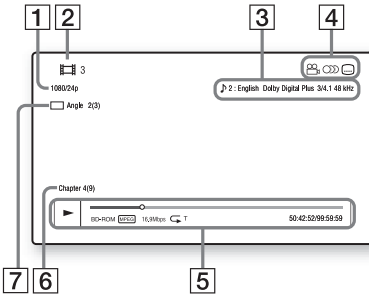 1 2 3 4
3
1080/24p
♪ 2 : English Dolby Digital Plus 3/4.1 48 kHz
Angle 2(3)
Chapter 4(9)
BD-ROM MPEG 16,9Mbps T 50:42:52/99:59:59
7 6 5